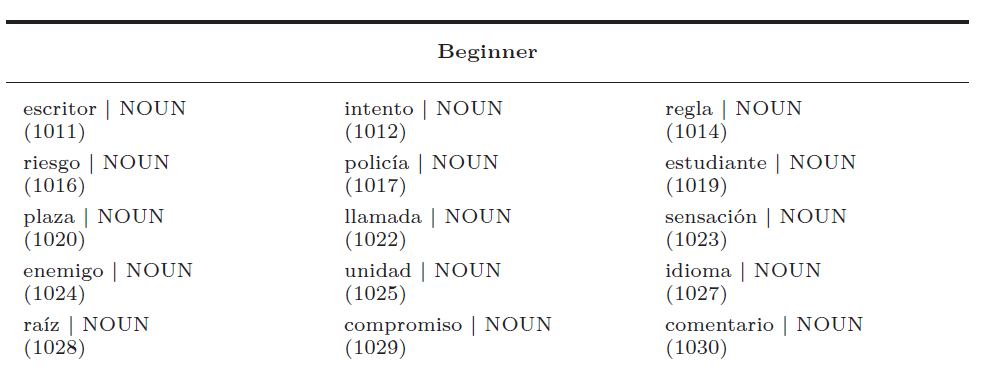 Beginner
escritor | NOUN intento | NOUN regla | NOUN
(1011) (1012) (1014)
riesgo | NOUN policía | NOUN estudiante | NOUN
(1016) (1017) (1019)
plaza | NOUN llamada | NOUN sensación | NOUN
(1020) (1022) (1023)
enemigo | NOUN unidad | NOUN idioma | NOUN
(1024) (1025) (1027)
raíz | NOUN compromiso | NOUN comentario | NOUN
(1028) (1029) (1030)